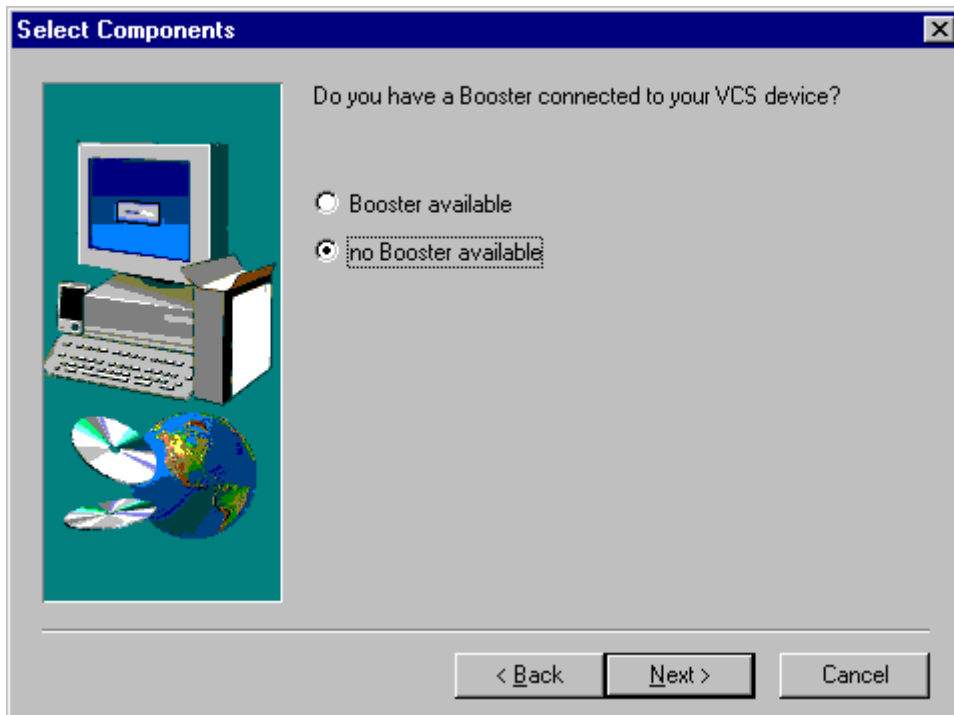 Select Components
Do you have a Booster connected to your VCS device?
Booster available
no Booster available
< Back
Next >
Cancel